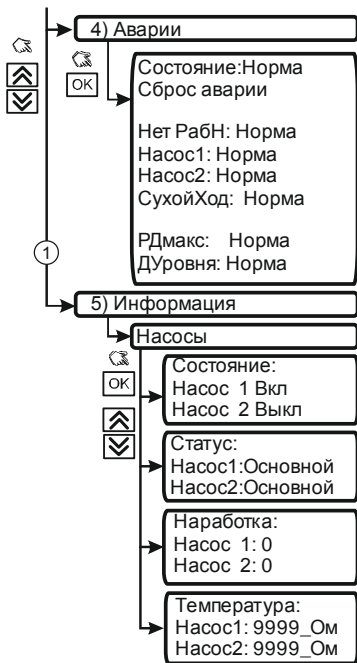 4) Аварии
OK
Состояние:Норма
Сброс аварии
Нет РабН: Норма
Насос1: Норма
Насос2: Норма
СухойХод: Норма
РДмакс: Норма
ДУровня: Норма
1
5) Информация
Насосы
OK
Состояние:
Насос 1 Вкл
Насос 2 Выкл
Статус:
Насос1:Основной
Насос2:Основной
Наработка:
Насос 1: 0
Насос 2: 0
Температура:
Насос1: 9999_Ом
Насос2: 9999_Ом